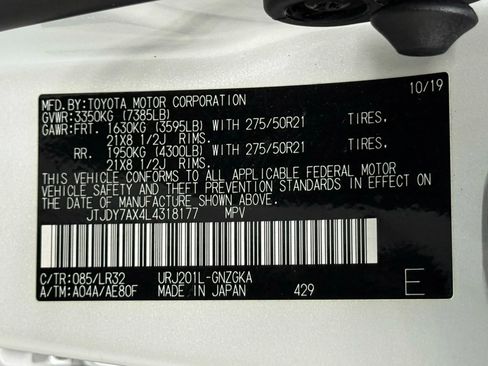 MFD.BY:TOYOTA MOTOR CORPORATION 10/19
GVWR:3350KG (7385LB)
GAWR:FRT. 1630KG (3595LB) WITH 275/50R21 TIRES,
21X8 1/2J RIMS.
RR. 1950KG (4300LB) WITH 275/50R21 TIRES,
21X8 1/2J RIMS.
THIS VEHICLE CONFORMS TO ALL APPLICABLE FEDERAL MOTOR
VEHICLE SAFETY AND THEFT PREVENTION STANDARDS IN EFFECT
ON THE DATE OF MANUFACTURE SHOWN ABOVE.
JTJDY7AX4L4318177 MPV
C/TR:085/LR32 URJ201L-GNZGKA
A/TM:A04A/AE80F MADE IN JAPAN 429 E